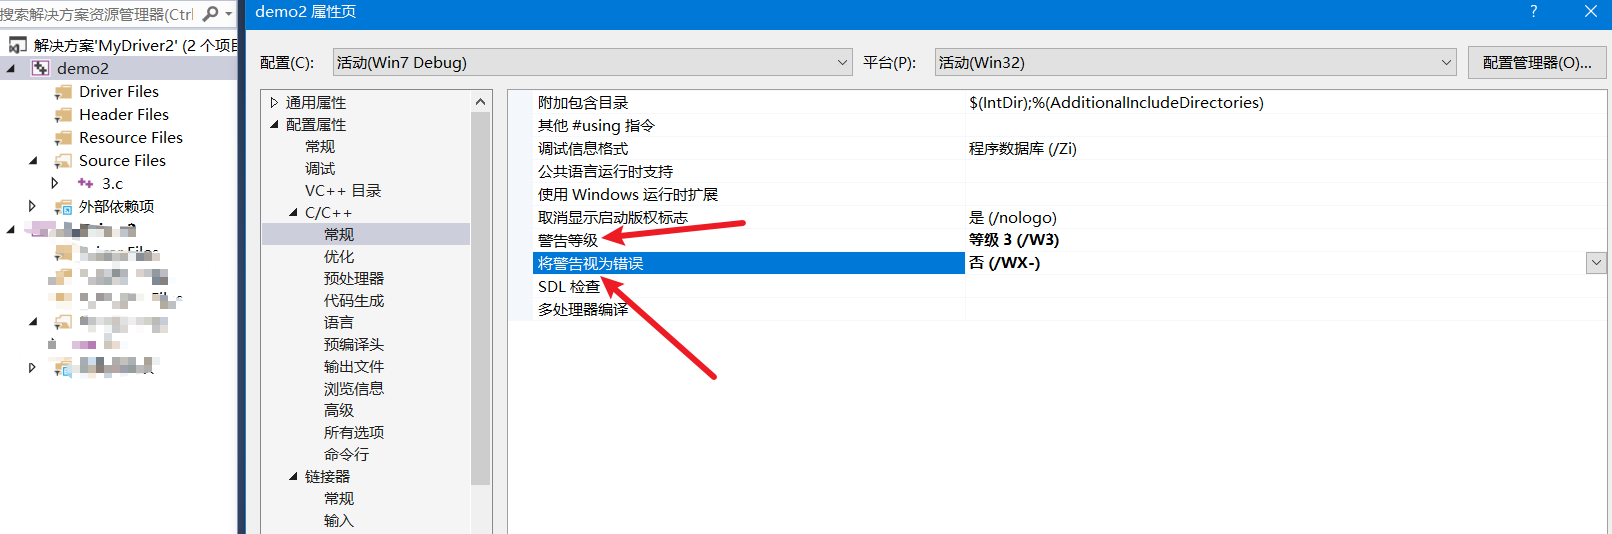 搜索解决方案资源管理器(Ctrl
解决方案'MyDriver2' (2 个项目
demo2
Driver Files
Header Files
Resource Files
Source Files
3.c
外部依赖项
demo2 属性页
?
配置(C):
活动(Win7 Debug)
平台(P):
活动(Win32)
配置管理器(O)...
通用属性
配置属性
常规
调试
VC++ 目录
C/C++
常规
优化
预处理器
代码生成
语言
预编译头
输出文件
浏览信息
高级
所有选项
命令行
链接器
常规
输入
附加包含目录 $(IntDir);%(AdditionalIncludeDirectories)
其他 #using 指令
调试信息格式 程序数据库 (/Zi)
公共语言运行时支持
使用 Windows 运行时扩展
取消显示启动版权标志 是 (/nologo)
警告等级 等级 3 (/W3)
将警告视为错误 否 (/WX-)
SDL 检查
多处理器编译